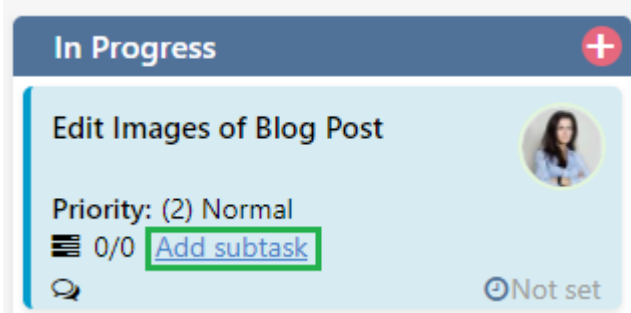 In Progress
Edit Images of Blog Post
Priority: (2) Normal
0/0 Add subtask
Not set